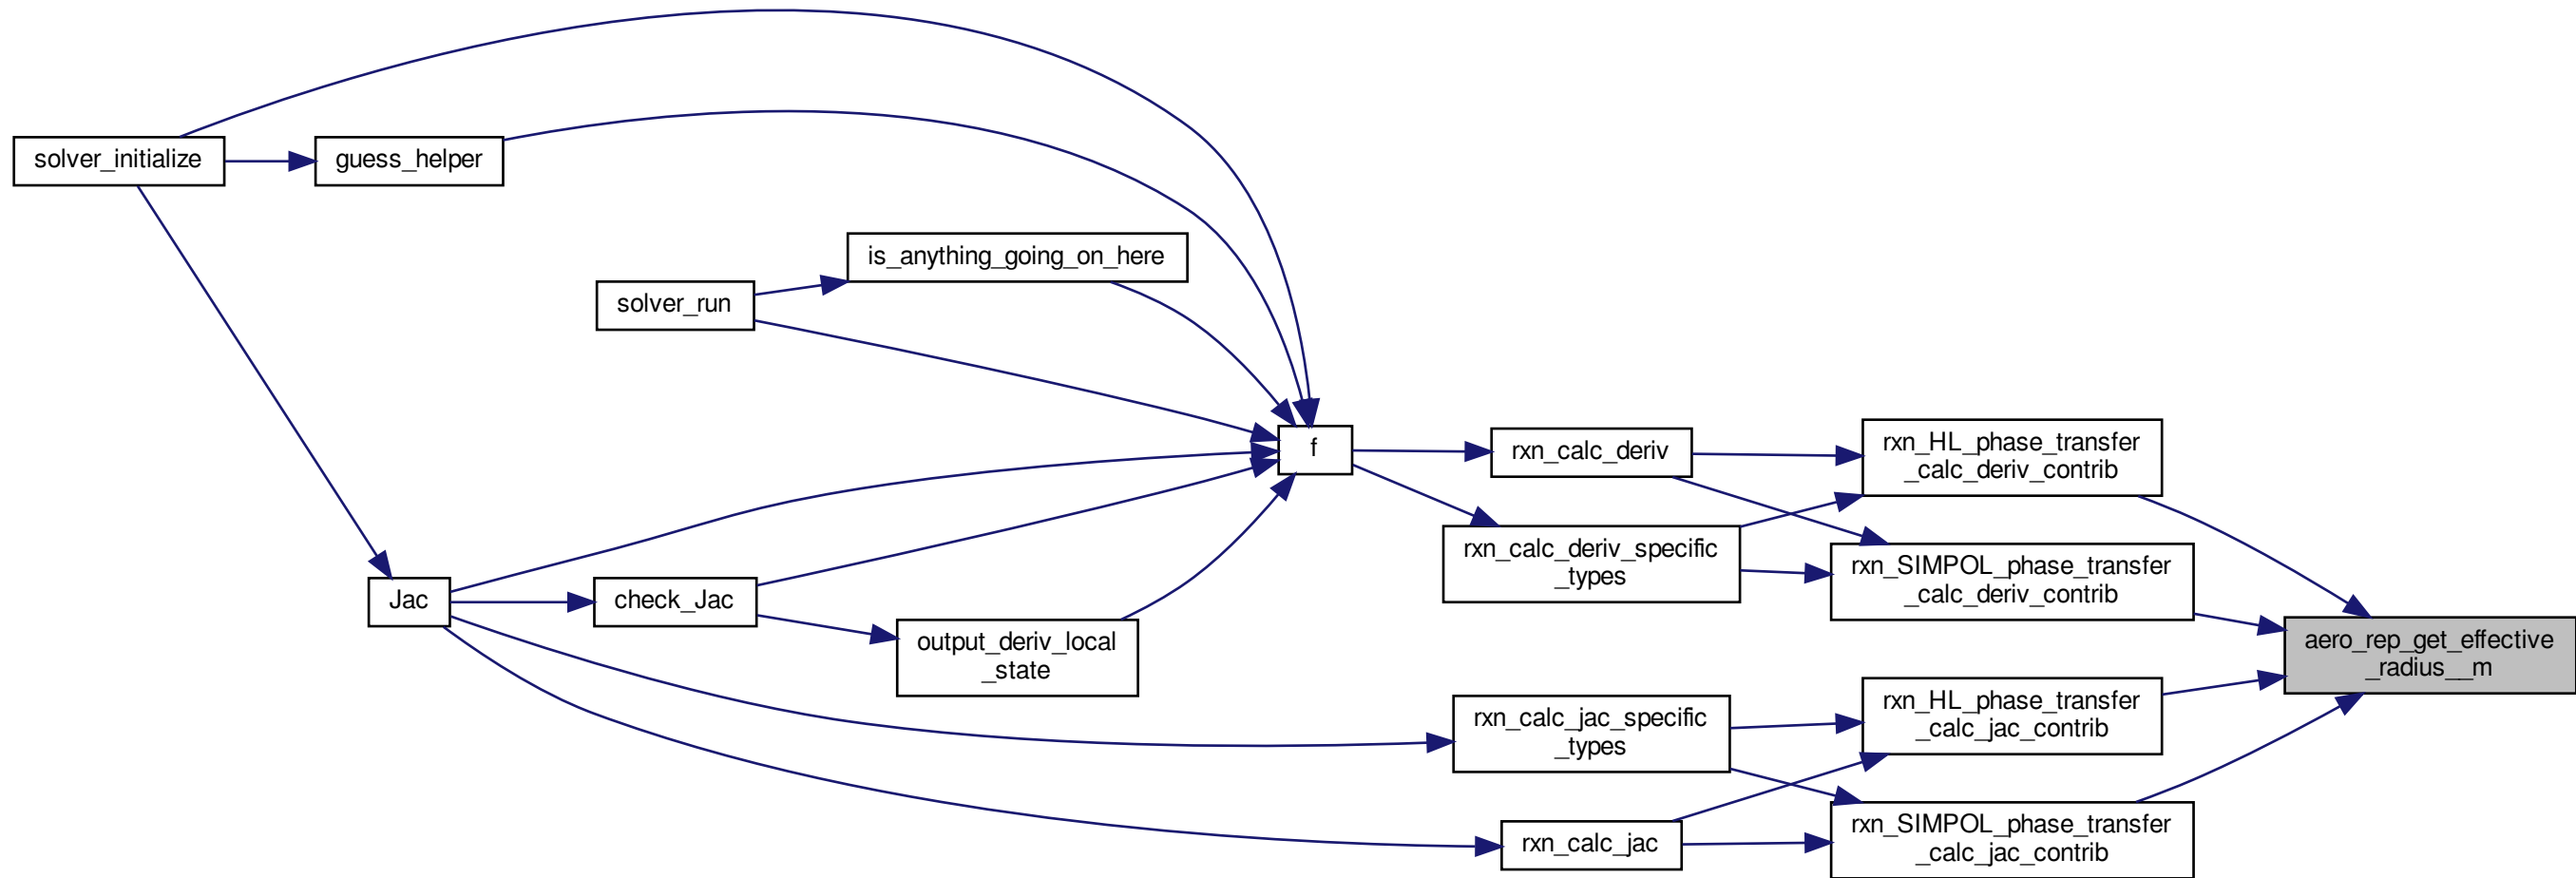 solver_initialize
guess_helper
is_anything_going_on_here
solver_run
f
rxn_calc_deriv
rxn_HL_phase_transfer
_calc_deriv_contrib
rxn_calc_deriv_specific
_types
rxn_SIMPOL_phase_transfer
_calc_deriv_contrib
Jac
check_Jac
output_deriv_local
_state
aero_rep_get_effective
_radius__m
rxn_calc_jac_specific
_types
rxn_HL_phase_transfer
_calc_jac_contrib
rxn_calc_jac
rxn_SIMPOL_phase_transfer
_calc_jac_contrib